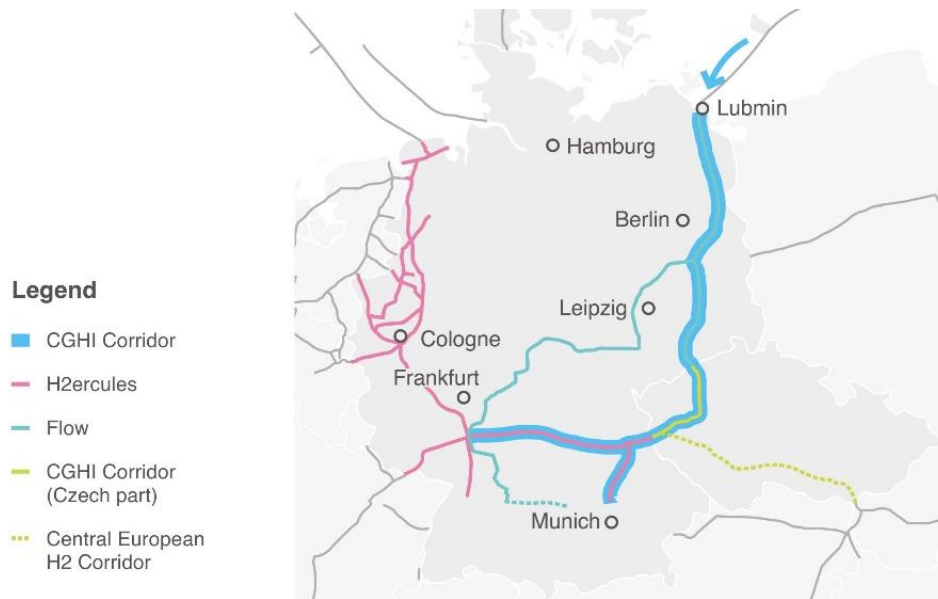 Lubmin
Hamburg
Berlin
Leipzig
Cologne
Frankfurt
Munich
Legend
CGHI Corridor
H2ercules
Flow
CGHI Corridor
(Czech part)
Central European
H2 Corridor